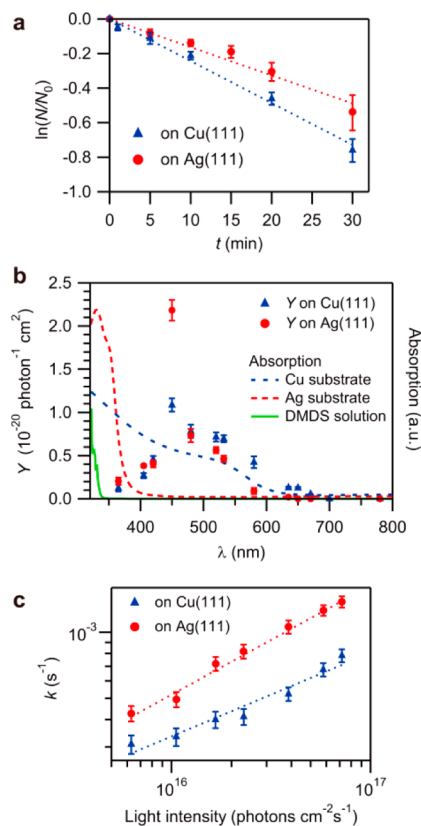 a
0.0
-0.2
-0.4
-0.6
-0.8
-1.0
ln(N/N₀)
on Cu(111)
on Ag(111)
0 5 10 15 20 25 30
t (min)
b
2.5
2.0
1.5
1.0
0.5
0.0
Y (10⁻²⁰ photon⁻¹ cm²)
Y on Cu(111)
Y on Ag(111)
Absorption
Cu substrate
Ag substrate
DMDS solution
Absorption (a.u.)
400 500 600 700 800
λ (nm)
c
on Cu(111)
on Ag(111)
10⁻³
k (s⁻¹)
10¹⁶ 10¹⁷
Light intensity (photons cm⁻²s⁻¹)